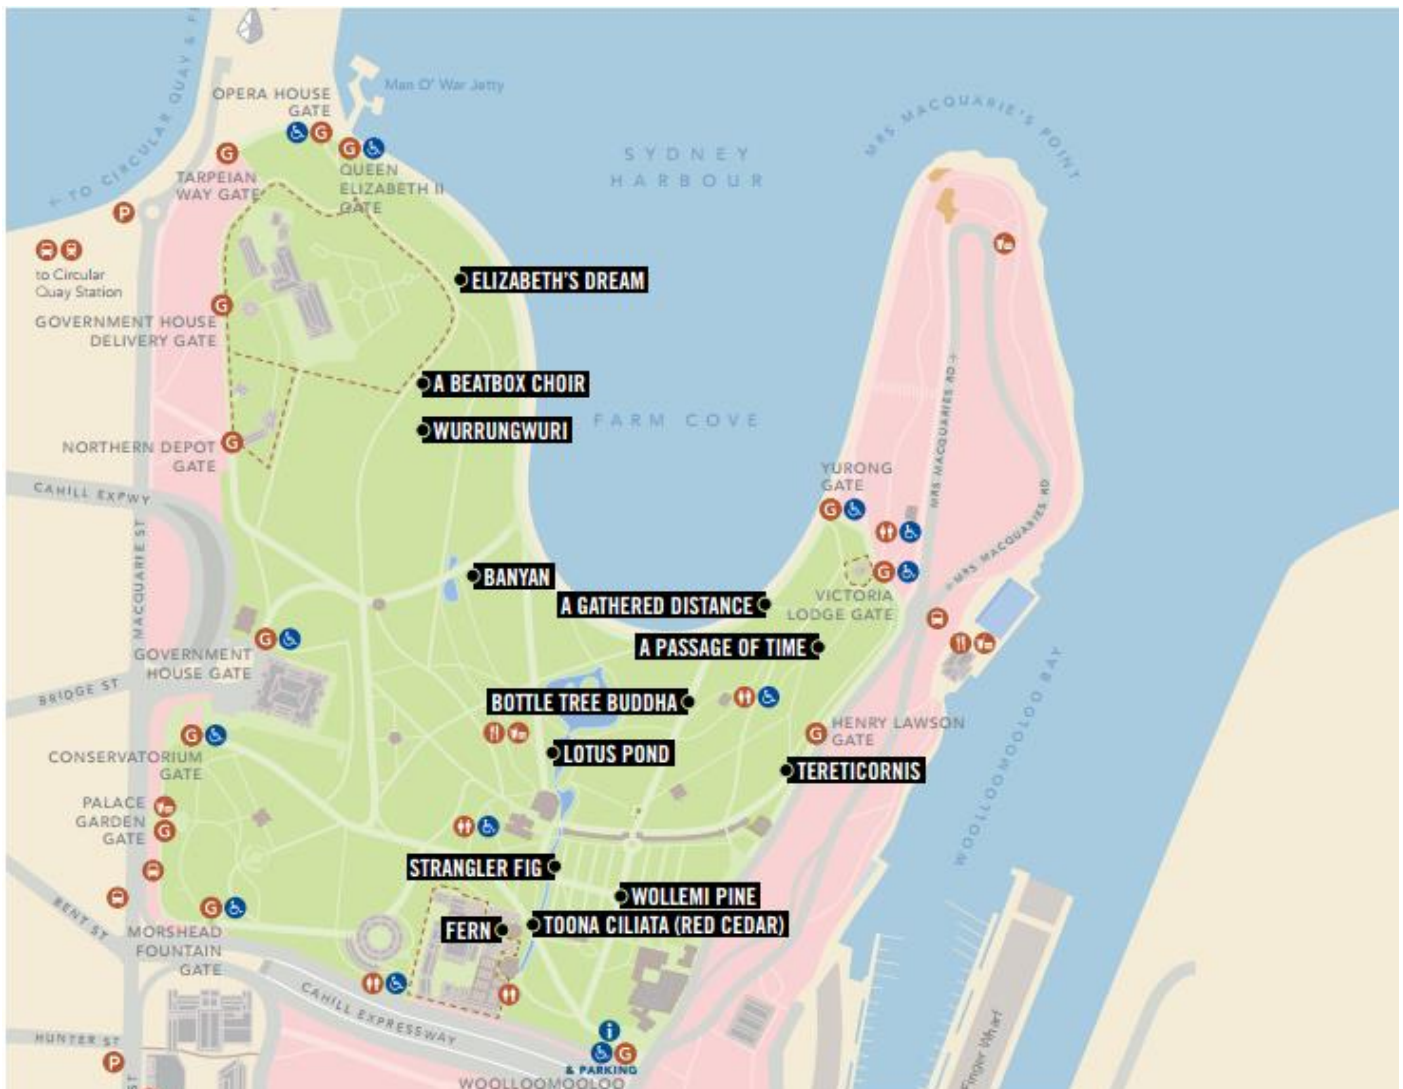 ← TO CIRCULAR QUAY &
Man O' War Jetty
OPERA HOUSE
GATE
G
G
G
TARPEIAN
WAY GATE
QUEEN
ELIZABETH II
GATE
P
to Circular
Quay Station
SYDNEY
HARBOUR
MRS MACQUARIE'S POINT
ELIZABETH'S DREAM
G
GOVERNMENT HOUSE
DELIVERY GATE
A BEATBOX CHOIR
WURRUNGWURI
FARM COVE
MRS MACQUARIES RD
G
NORTHERN DEPOT
GATE
YURONG
GATE
G
CAHILL EXPWY
MACQUARIE ST
MRS MACQUARIES RD
G
VICTORIA
LODGE GATE
BANYAN
A GATHERED DISTANCE
A PASSAGE OF TIME
G
GOVERNMENT
HOUSE GATE
BRIDGE ST
BOTTLE TREE BUDDHA
G
HENRY LAWSON
GATE
G
CONSERVATORIUM
GATE
LOTUS POND
TERETICORNIS
WOOLLOOMOOLOO BAY
PALACE
GARDEN
GATE
G
STRANGLER FIG
WOLLEMI PINE
FERN
TOONA CILIATA (RED CEDAR)
BENT ST
G
MORSHEAD
FOUNTAIN
GATE
CAHILL EXPRESSWAY
HUNTER ST
P
i
G
& PARKING
WOOLLOOMOOLOO
Finger Wharf
ST